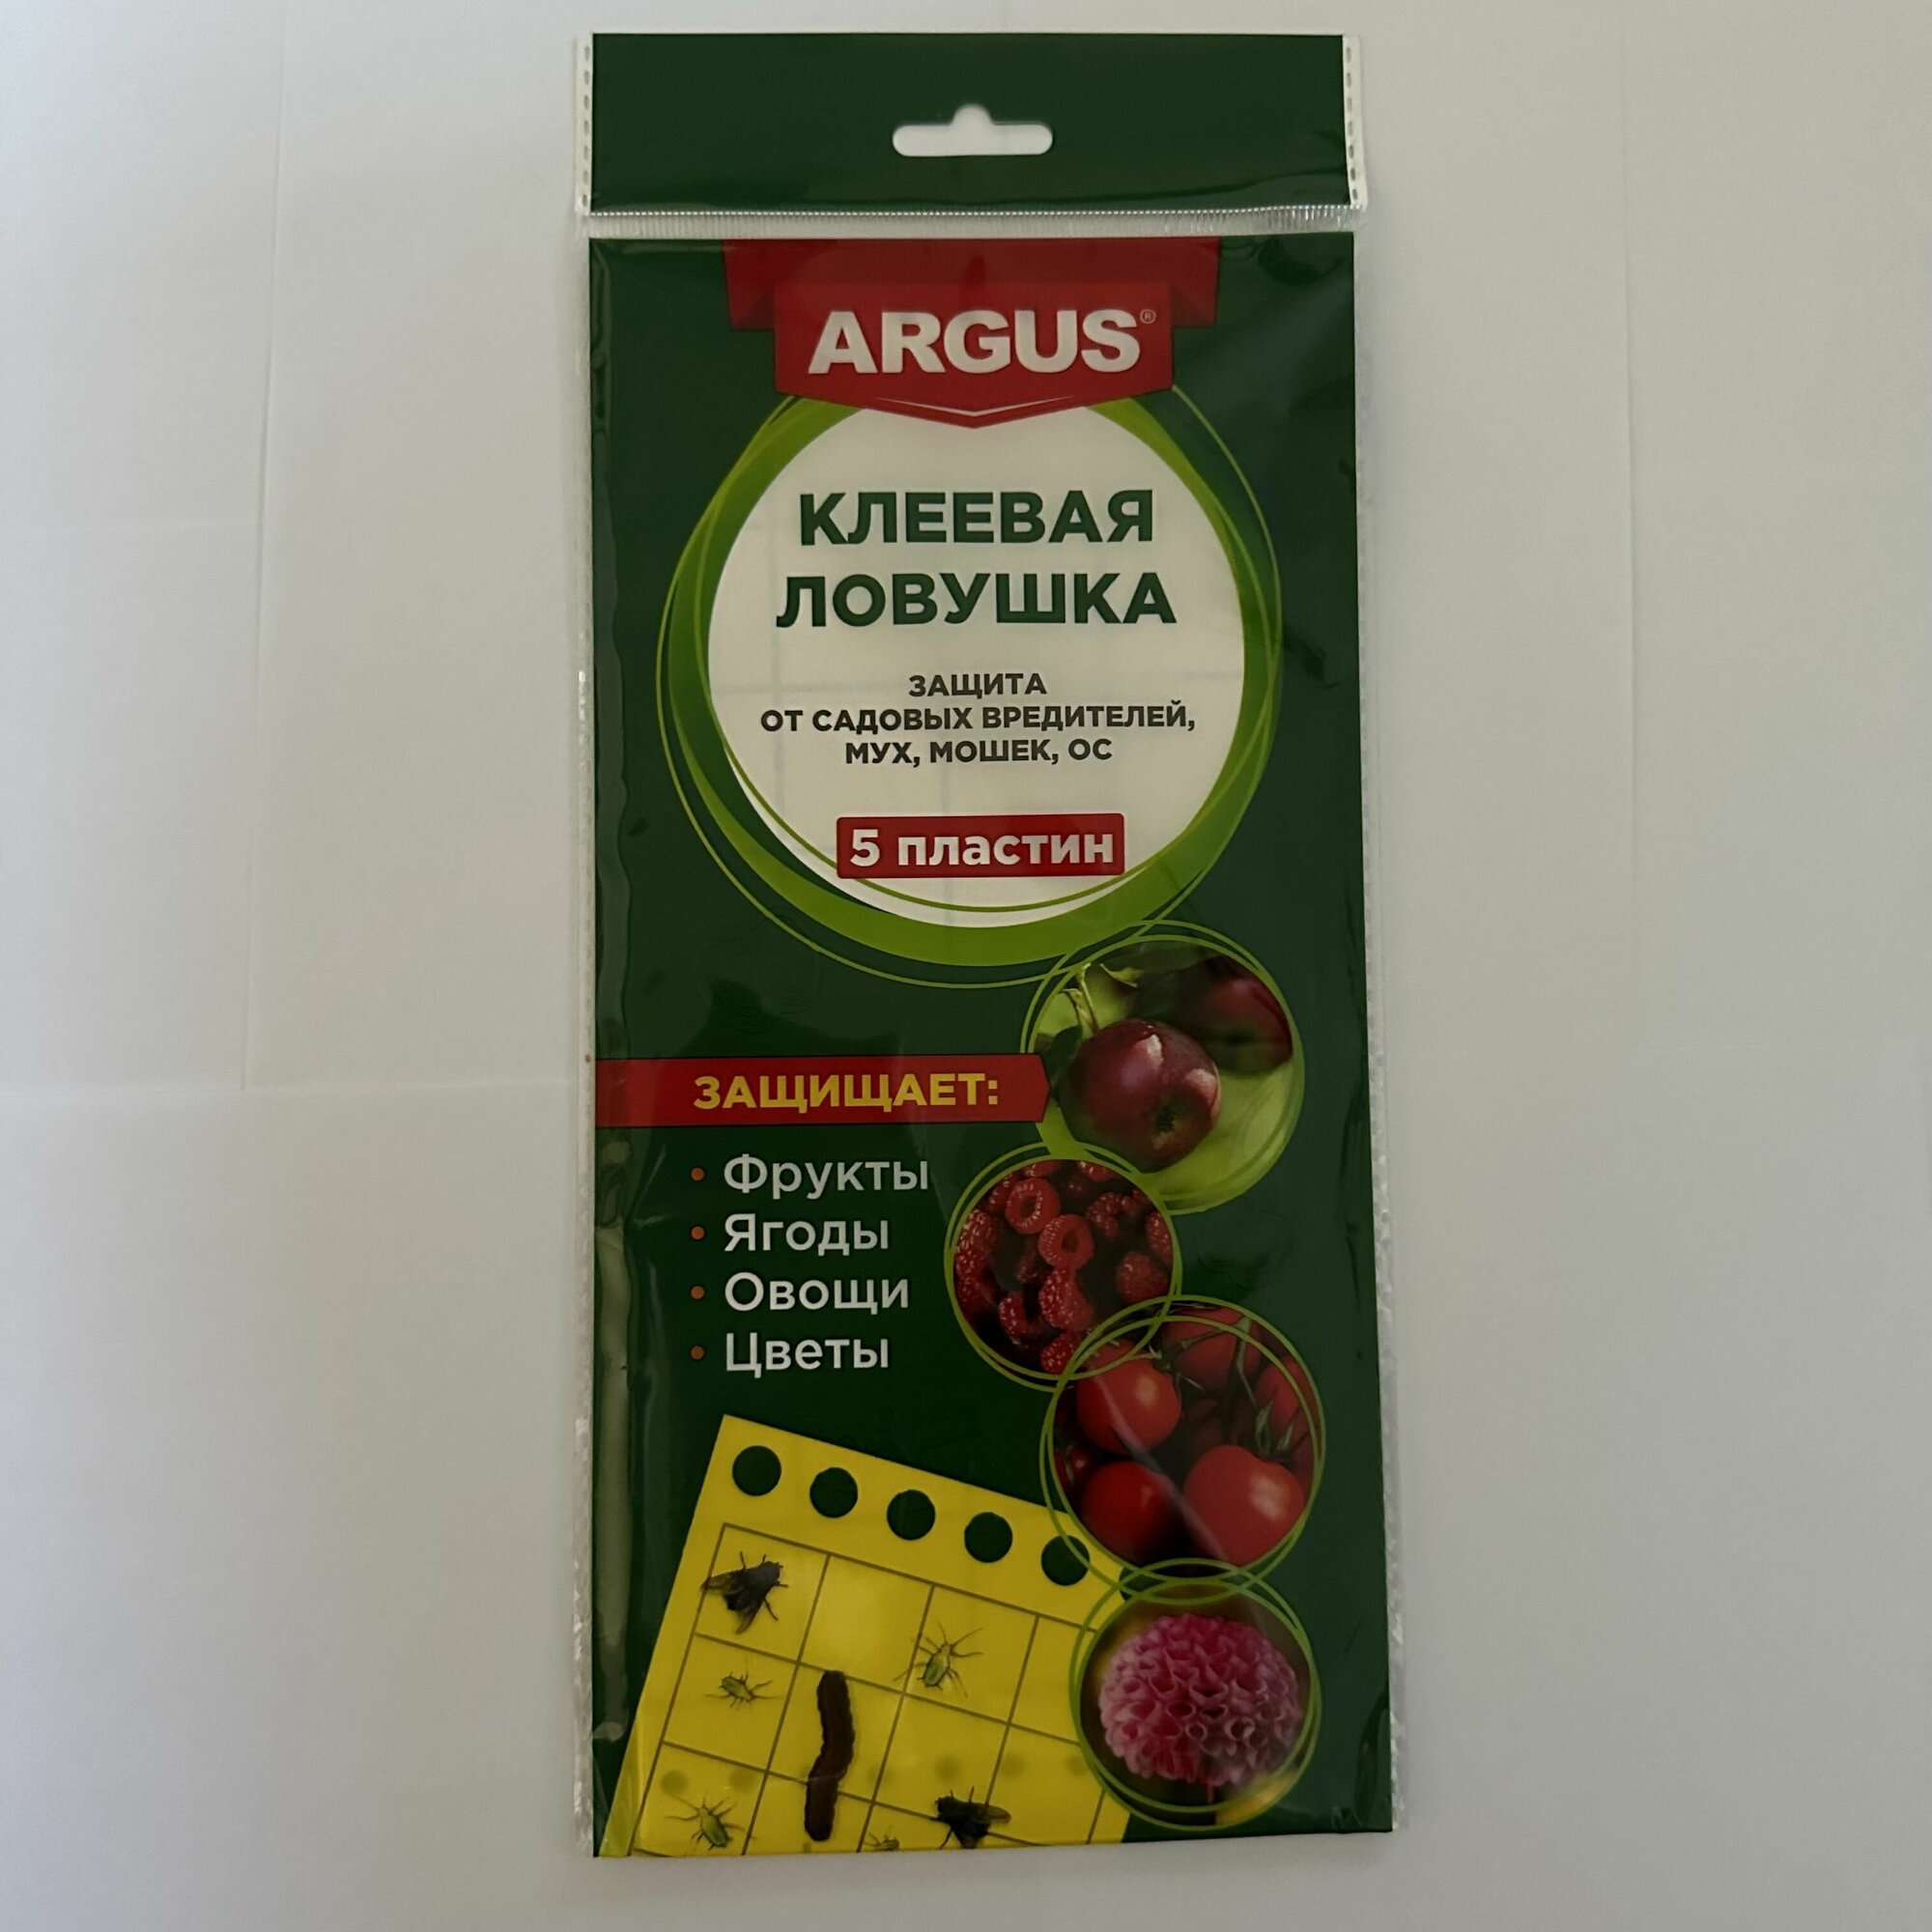 ARGUS®
КЛЕЕВАЯ
ЛОВУШКА
ЗАЩИТА
ОТ САДОВЫХ ВРЕДИТЕЛЕЙ,
МУХ, МОШЕК, ОС
5 пластин
ЗАЩИЩАЕТ:
• Фрукты
• Ягоды
• Овощи
• Цветы